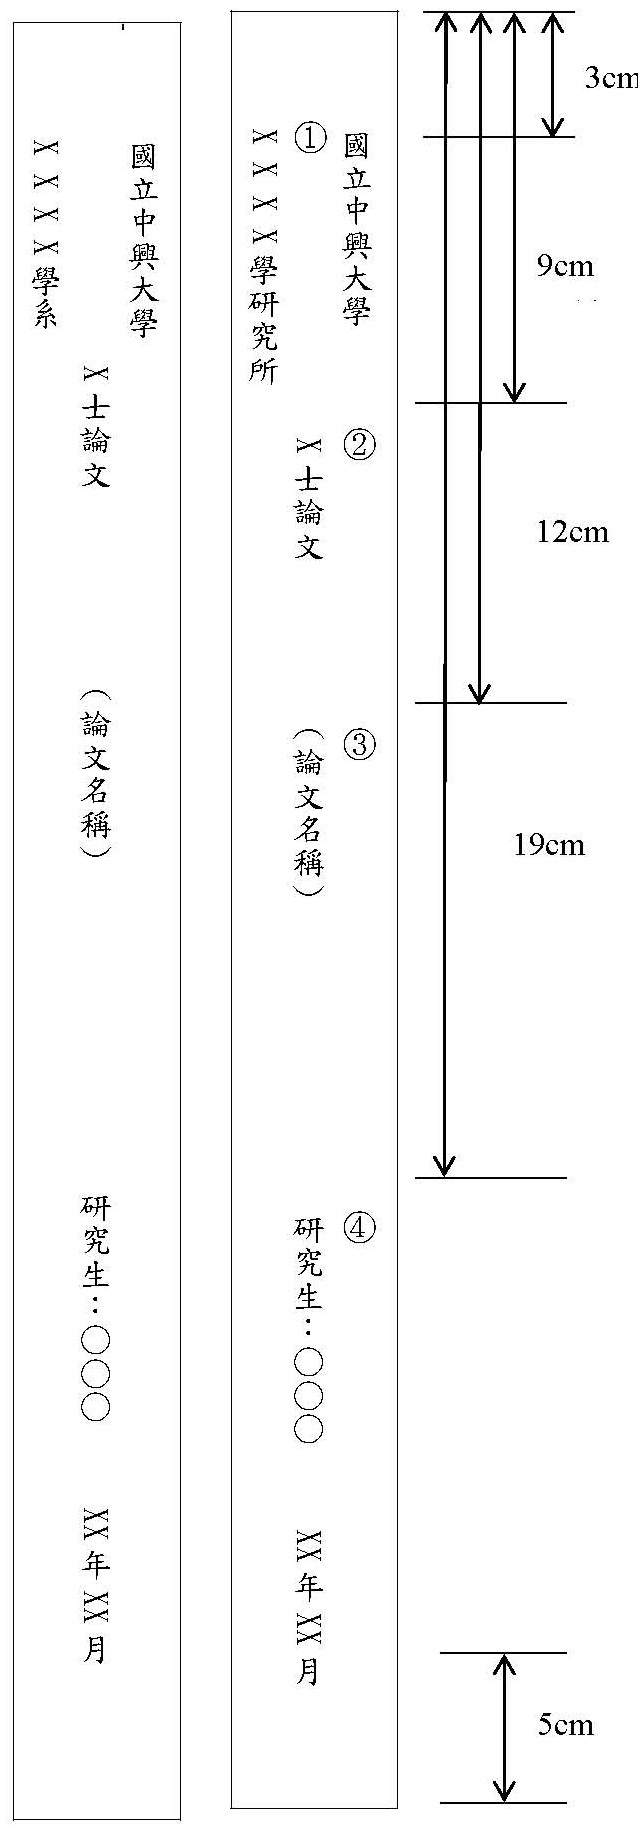 國立中興大學
ＸＸＸＸ學系
Ｘ士論文
（論文名稱）
研究生：○○○
XX年XX月
國立中興大學
①
ＸＸＸＸ學研究所
②
Ｘ士論文
③
（論文名稱）
④
研究生：○○○
XX年XX月
3cm
9cm
12cm
19cm
5cm